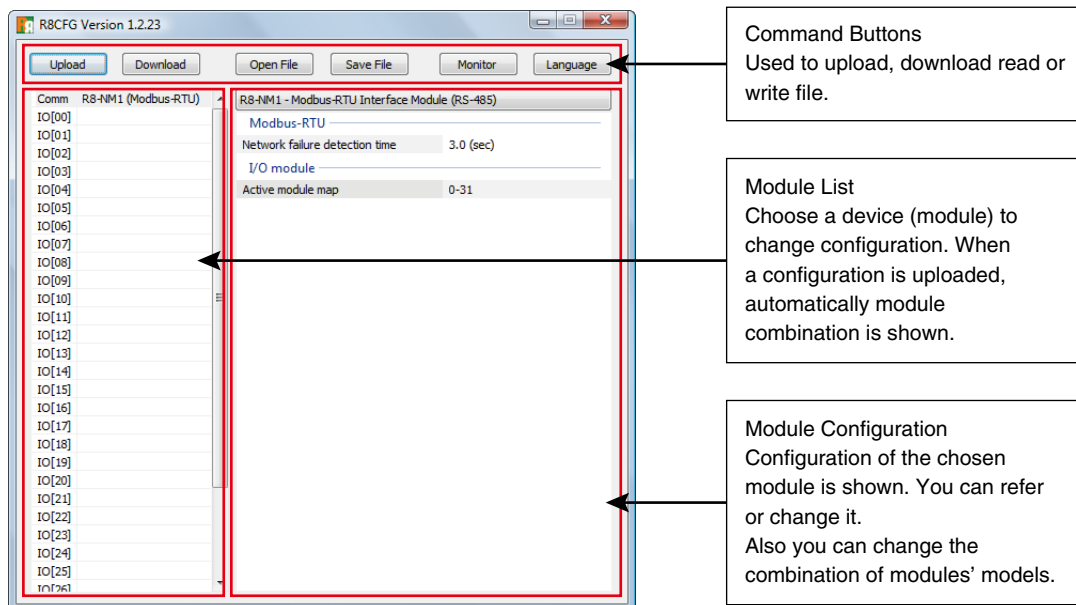 R8CFG Version 1.2.23
Upload Download Open File Save File Monitor Language
Comm R8-NM1 (Modbus-RTU)
IO[00]
IO[01]
IO[02]
IO[03]
IO[04]
IO[05]
IO[06]
IO[07]
IO[08]
IO[09]
IO[10]
IO[11]
IO[12]
IO[13]
IO[14]
IO[15]
IO[16]
IO[17]
IO[18]
IO[19]
IO[20]
IO[21]
IO[22]
IO[23]
IO[24]
IO[25]
IO[26]
R8-NM1 - Modbus-RTU Interface Module (RS-485)
Modbus-RTU
Network failure detection time 3.0 (sec)
I/O module
Active module map 0-31
Command Buttons
Used to upload, download read or
write file.
Module List
Choose a device (module) to
change configuration. When
a configuration is uploaded,
automatically module
combination is shown.
Module Configuration
Configuration of the chosen
module is shown. You can refer
or change it.
Also you can change the
combination of modules’ models.